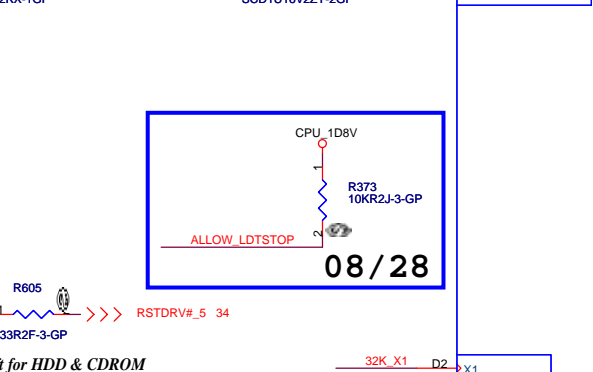 CPU_1D8V
1
R373
10KR2J-3-GP
2
ALLOW_LDTSTOP
08/28
R605
RSTDRV#_5 34
33R2F-3-GP
for HDD & CDROM
32K_X1 D2 X1